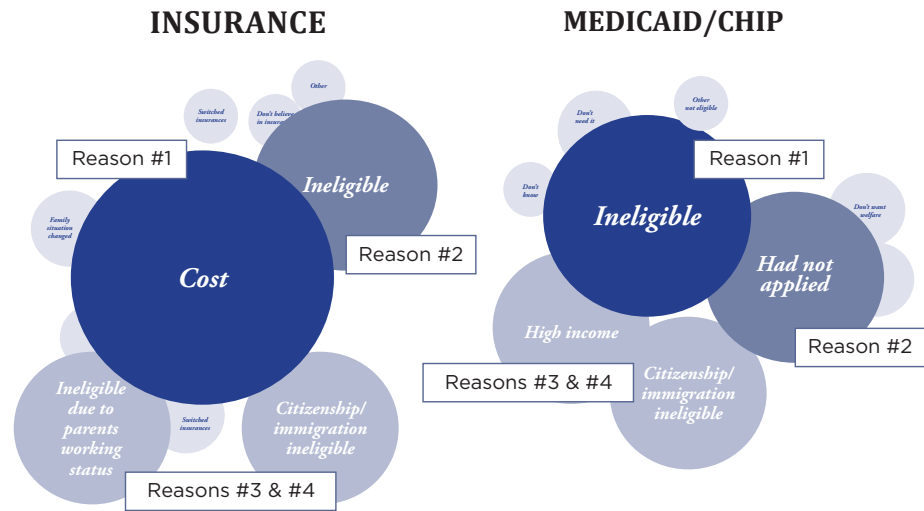 INSURANCE
Other
Switched
insurances
Don't believe
in insurance
Reason #1
Ineligible
Family
situation
changed
Reason #2
Cost
Ineligible
due to
parents
working
status
Switched
insurances
Citizenship/
immigration
ineligible
Reasons #3 & #4
MEDICAID/CHIP
Other
not eligible
Don't
need it
Reason #1
Don't
know
Ineligible
Don't want
welfare
Had not
applied
High income
Reason #2
Reasons #3 & #4
Citizenship/
immigration
ineligible